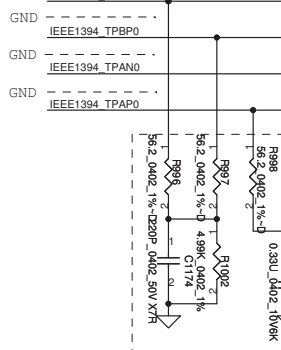 GND
IEEE1394_TPBP0
GND
IEEE1394_TPAN0
GND
IEEE1394_TPAP0
1
1
1
R996
56.2_0402_1%~D
R997
56.2_0402_1%~D
R998
56.2_0402_1%~D
2
2
2
1
1
220P_0402_50V X7R
C1174
4.99K_0402_1%
R1002
0.33U_0402_10V6K
2
2